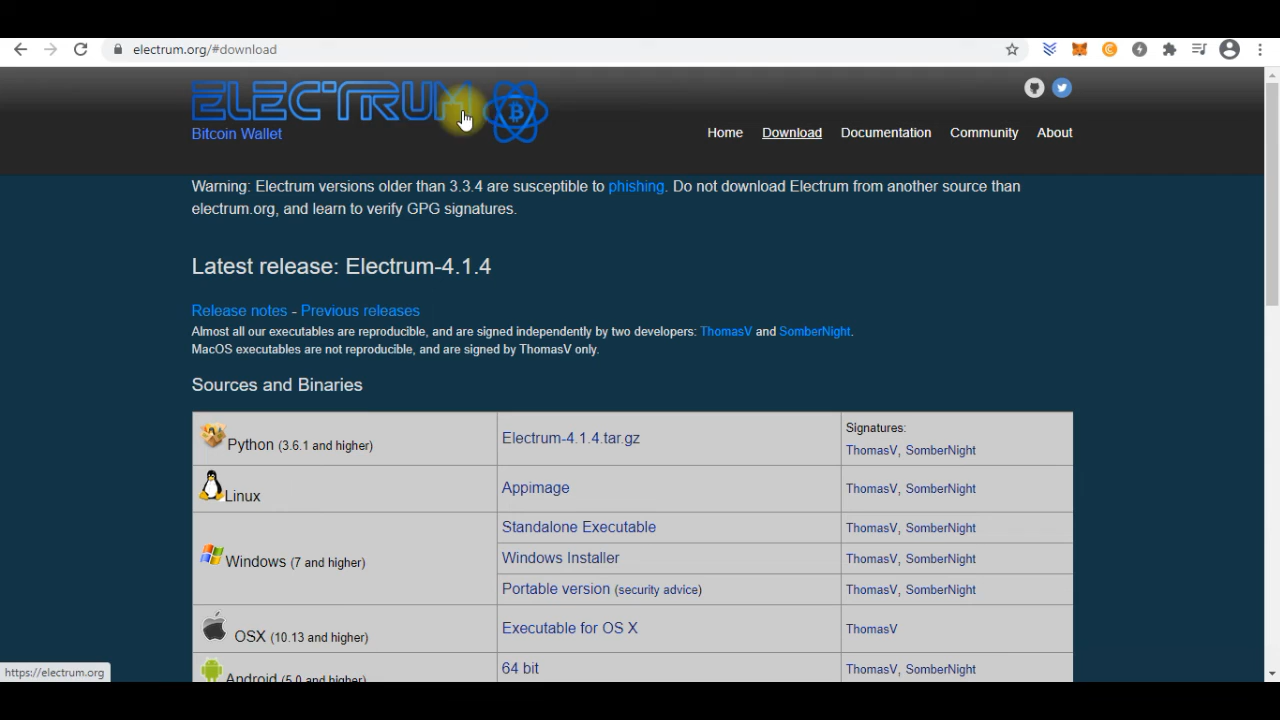 electrum.org/#download
ELECTRUM
Bitcoin Wallet
Home Download Documentation Community About
Warning: Electrum versions older than 3.3.4 are susceptible to phishing. Do not download Electrum from another source than
electrum.org, and learn to verify GPG signatures.
Latest release: Electrum-4.1.4
Release notes - Previous releases
Almost all our executables are reproducible, and are signed independently by two developers: ThomasV and SomberNight.
MacOS executables are not reproducible, and are signed by ThomasV only.
Sources and Binaries
Python (3.6.1 and higher) Electrum-4.1.4.tar.gz Signatures:
ThomasV, SomberNight
Linux Appimage ThomasV, SomberNight
Standalone Executable ThomasV, SomberNight
Windows (7 and higher) Windows Installer ThomasV, SomberNight
Portable version (security advice) ThomasV, SomberNight
OSX (10.13 and higher) Executable for OS X ThomasV
Android (5.0 and higher) 64 bit ThomasV, SomberNight
https://electrum.org